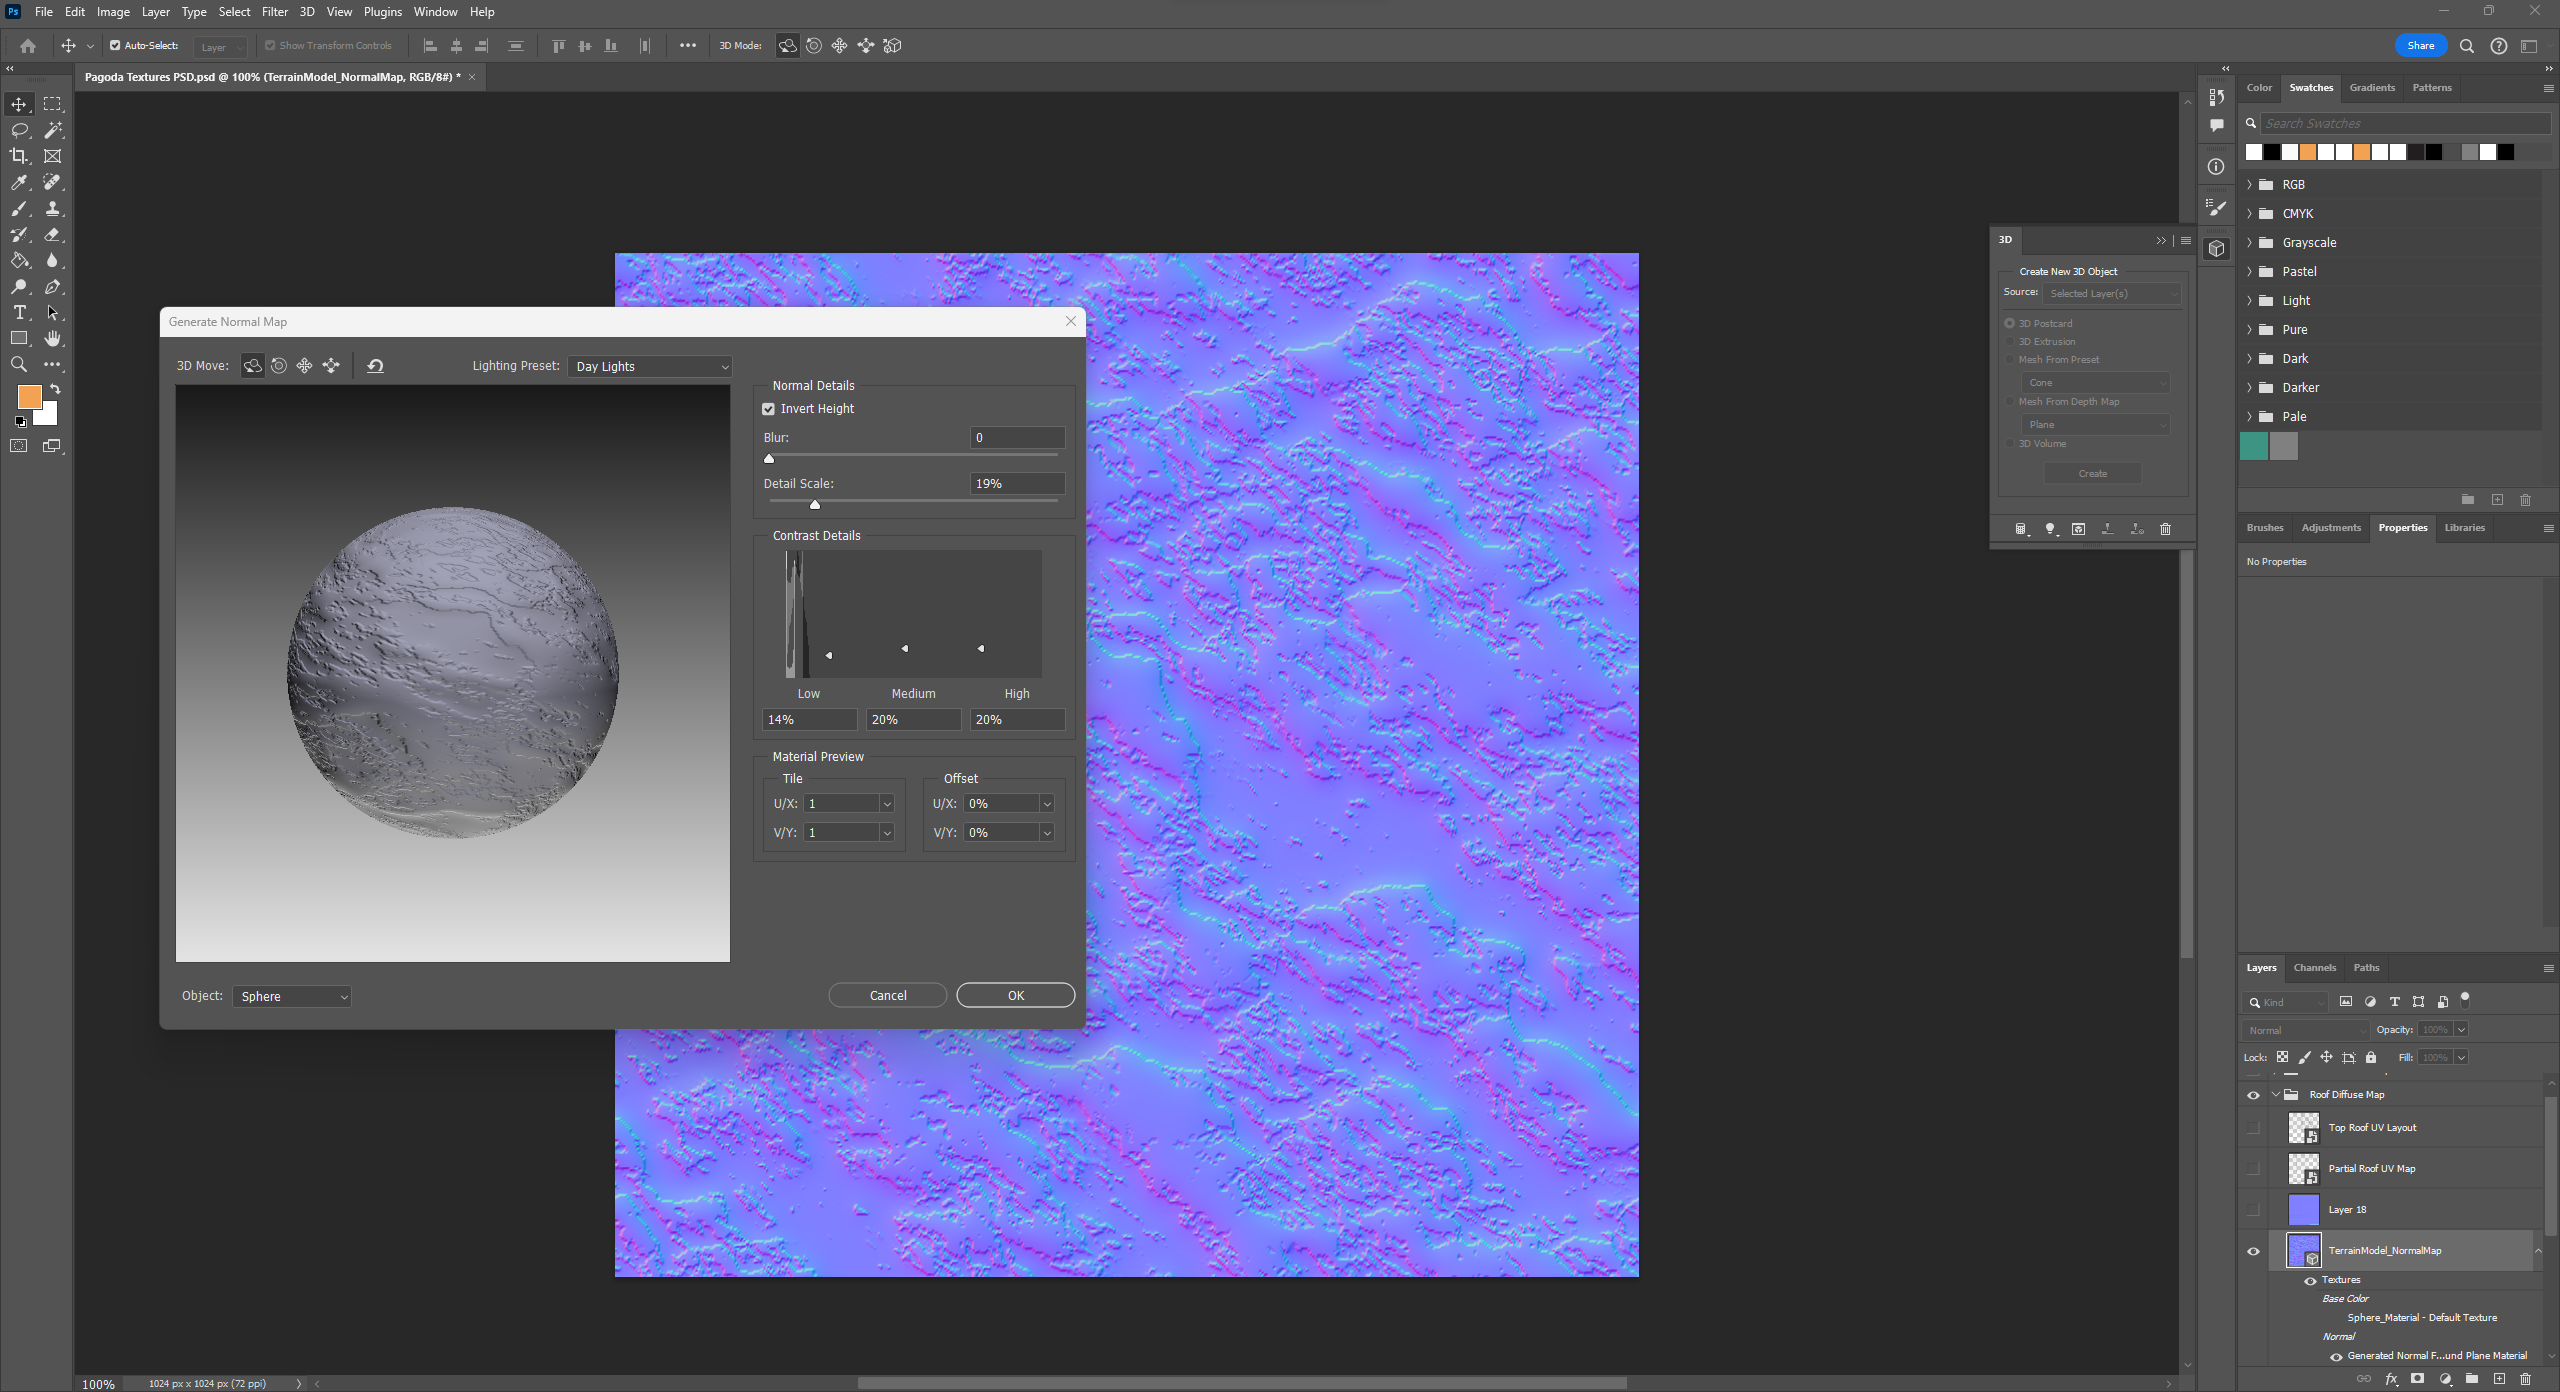 Ps File Edit Image Layer Type Select Filter 3D View Plugins Window Help
Auto-Select: Layer Show Transform Controls 3D Mode: Share
Pagoda Textures PSD.psd @ 100% (TerrainModel_NormalMap, RGB/8#) *
Generate Normal Map
3D Move:
Lighting Preset: Day Lights
Normal Details
Invert Height
Blur: 0
Detail Scale: 19%
Contrast Details
Low Medium High
14% 20% 20%
Material Preview
Tile Offset
U/X: 1 U/X: 0%
V/Y: 1 V/Y: 0%
Object: Sphere
Cancel OK
3D
Create New 3D Object
Source: Selected Layer(s)
3D Postcard
3D Extrusion
Mesh From Preset
Cone
Mesh From Depth Map
Plane
3D Volume
Create
Color Swatches Gradients Patterns
Search Swatches
RGB
CMYK
Grayscale
Pastel
Light
Pure
Dark
Darker
Pale
Brushes Adjustments Properties Libraries
No Properties
Layers Channels Paths
Kind
Normal Opacity: 100%
Lock: Fill: 100%
Roof Diffuse Map
Top Roof UV Layout
Partial Roof UV Map
Layer 18
TerrainModel_NormalMap
Textures
Base Color
Sphere_Material - Default Texture
Normal
Generated Normal F...und Plane Material
fx
100% 1024 px x 1024 px (72 ppi)